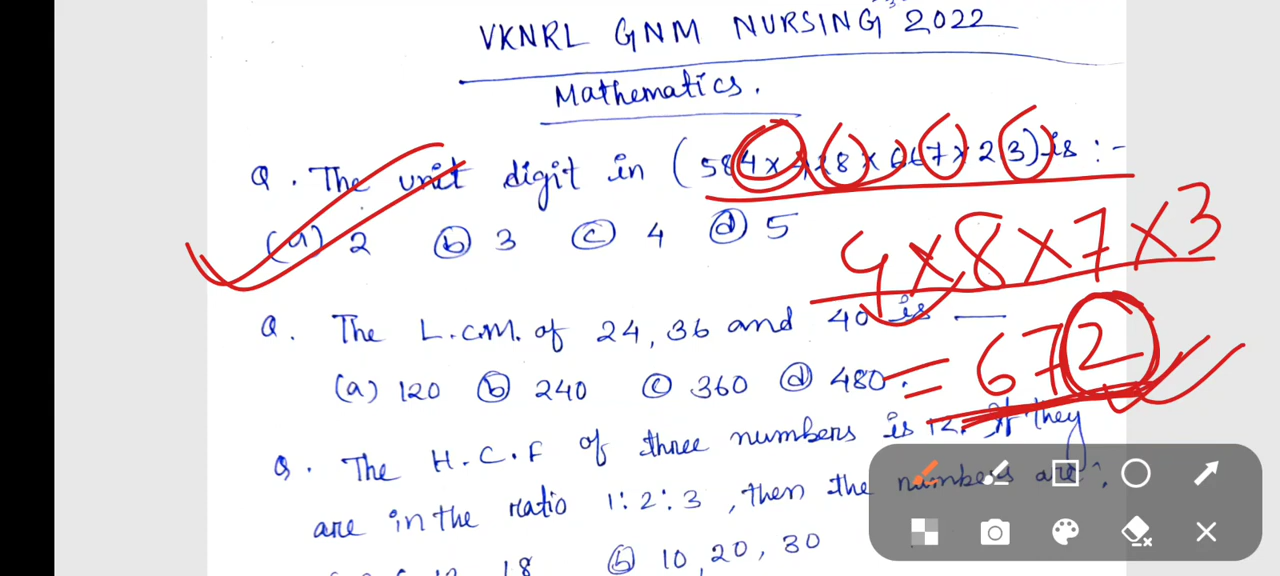 VKNRL GNM NURSING 2022
Mathematics.
Q. The unit digit in (584×428×667×23) is :-
(a) 2 (b) 3 (c) 4 (d) 5
4×8×7×3
Q. The L.C.M. of 24, 36 and 40 is —
= 672
(a) 120 (b) 240 (c) 360 (d) 480.
Q. The H.C.F of three numbers is 12. If they
are in the ratio 1:2:3, then the numbers are:
18 (b) 10, 20, 30